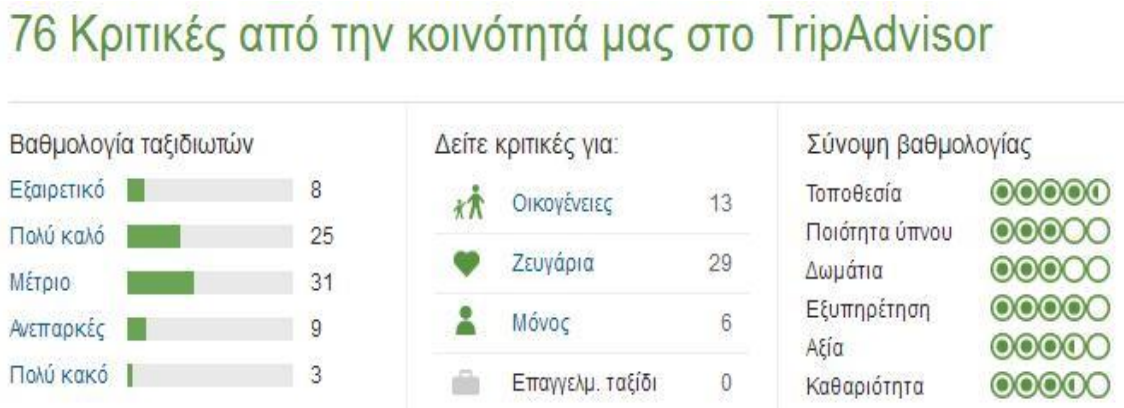 76 Κριτικές από την κοινότητά μας στο TripAdvisor
Βαθμολογία ταξιδιωτών
Εξαιρετικό 8
Πολύ καλό 25
Μέτριο 31
Ανεπαρκές 9
Πολύ κακό 3
Δείτε κριτικές για:
Οικογένειες 13
Ζευγάρια 29
Μόνος 6
Επαγγελμ. ταξίδι 0
Σύνοψη βαθμολογίας
Τοποθεσία
Ποιότητα ύπνου
Δωμάτια
Εξυπηρέτηση
Αξία
Καθαριότητα